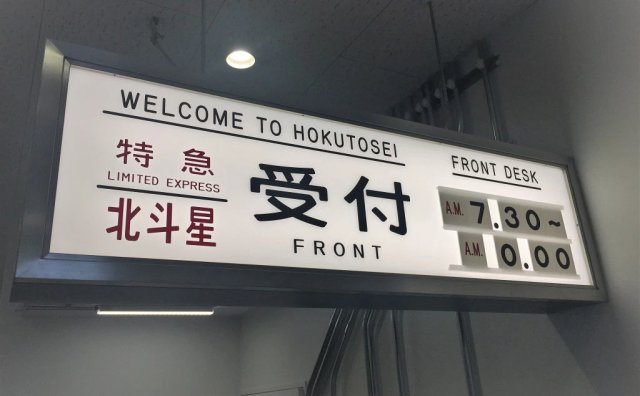 WELCOME TO HOKUTOSEI
特急
LIMITED EXPRESS
北斗星
受付
FRONT
FRONT DESK
A.M. 7.30~
A.M. 0.00